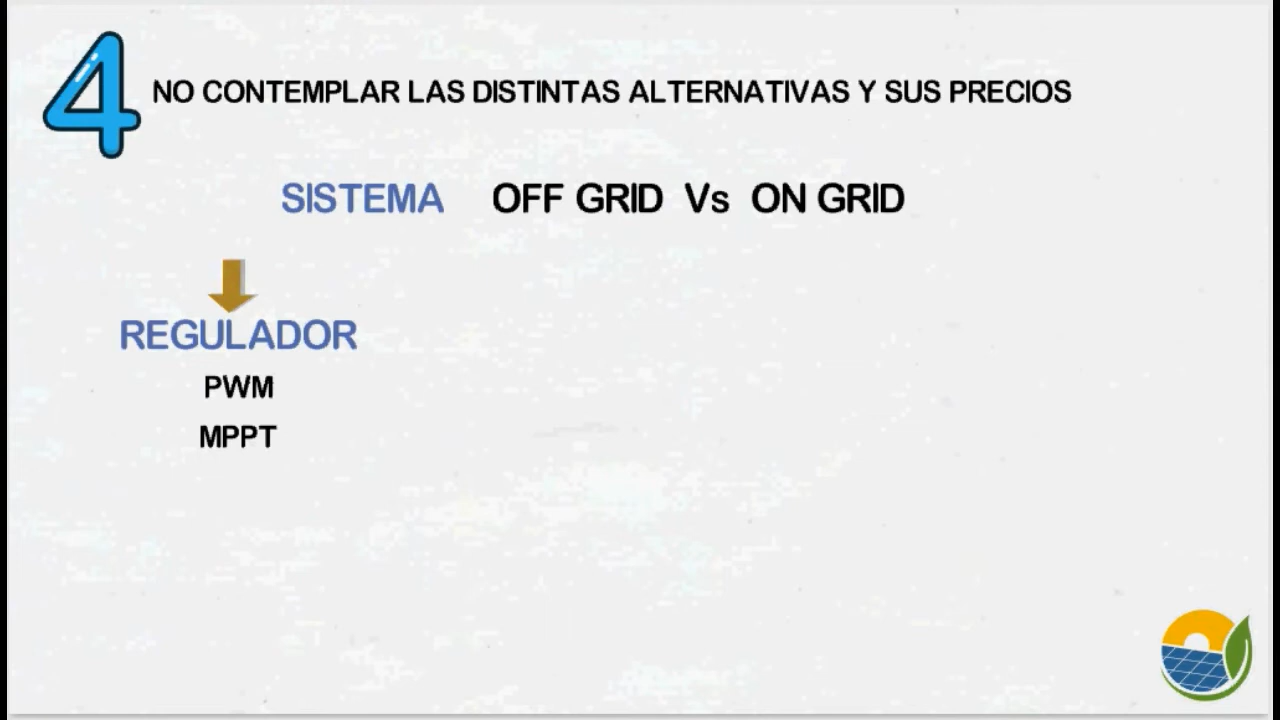 4 NO CONTEMPLAR LAS DISTINTAS ALTERNATIVAS Y SUS PRECIOS
SISTEMA OFF GRID Vs ON GRID
REGULADOR
PWM
MPPT